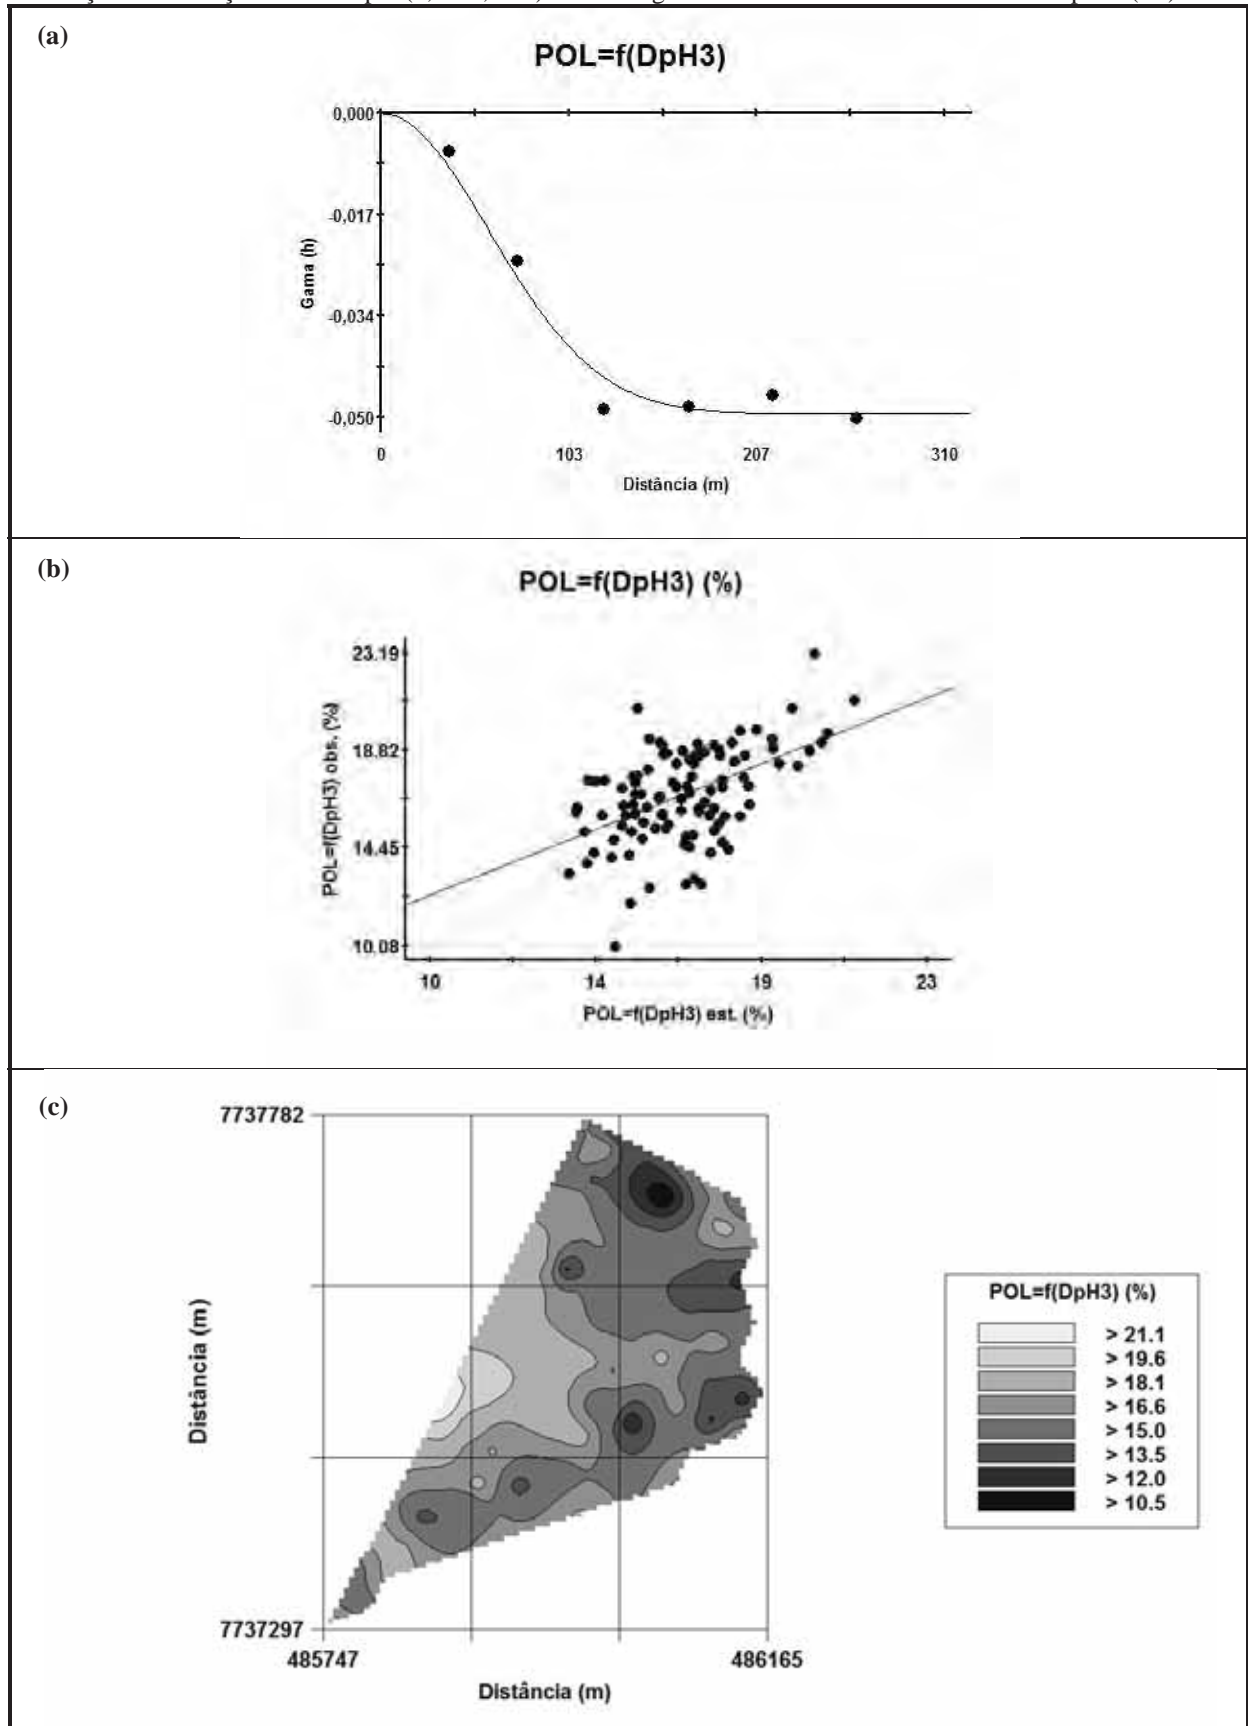 (a)
POL=f(DpH3)
0,000
-0,017
-0,034
-0,050
Gama (h)
0 103 207 310
Distância (m)
(b)
POL=f(DpH3) (%)
23.19
18.82
14.45
10.08
POL=f(DpH3) obs. (%)
10 14 19 23
POL=f(DpH3) est. (%)
(c)
7737782
Distância (m)
7737297
485747 486165
Distância (m)
POL=f(DpH3) (%)
> 21.1
> 19.6
> 18.1
> 16.6
> 15.0
> 13.5
> 12.0
> 10.5